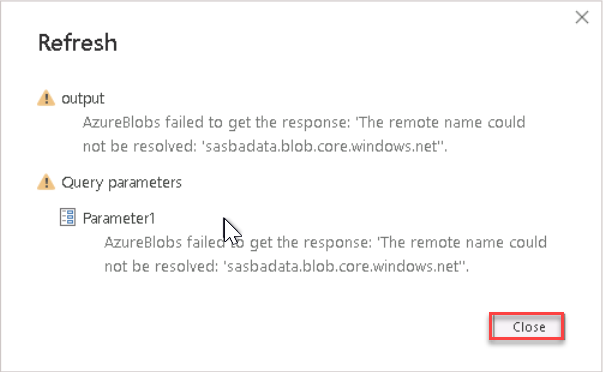 Refresh
output
AzureBlobs failed to get the response: 'The remote name could
not be resolved: 'sasbadata.blob.core.windows.net''.
Query parameters
Parameter1
AzureBlobs failed to get the response: 'The remote name could
not be resolved: 'sasbadata.blob.core.windows.net''.
Close